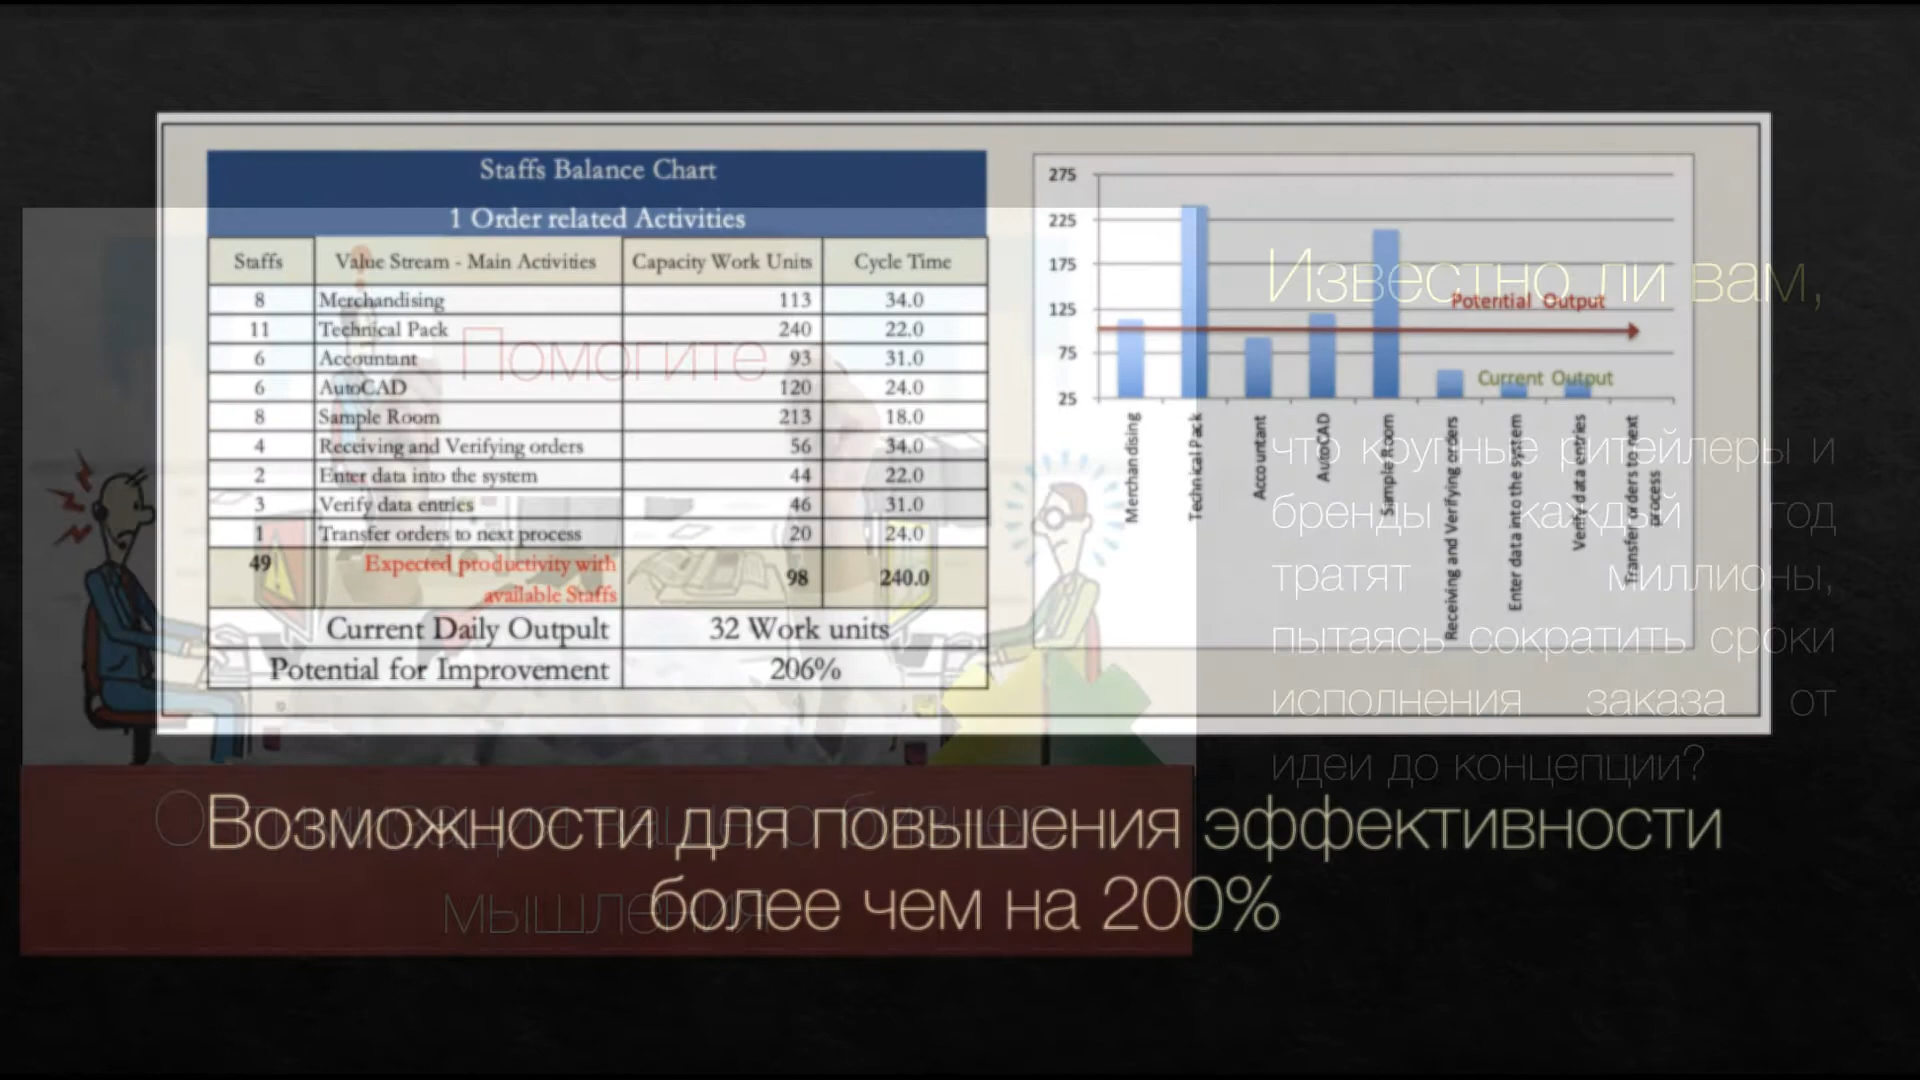 Staffs Balance Chart
1 Order related Activities
Staffs Value Stream - Main Activities Capacity Work Units Cycle Time
8 Merchandising 113 34.0
11 Technical Pack 240 22.0
6 Accountant 93 31.0
6 AutoCAD 120 24.0
8 Sample Room 213 18.0
4 Receiving and Verifying orders 56 34.0
2 Enter data into the system 44 22.0
3 Verify data entries 46 31.0
1 Transfer orders to next process 20 24.0
49 Expected productivity with
available Staffs 98 240.0
Current Daily Outpult 32 Work units
Potential for Improvement 206%
Помогите
275
225
175
125
75
25
Potential Output
Current Output
Merchandising
Technical Pack
Accountant
AutoCAD
Sample Room
Receiving and Verifying orders
Enter data into the system
Verify data entries
Transfer orders to next
process
Известно ли вам,
что крупные ритейлеры и
бренды каждый год
тратят миллионы,
пытаясь сократить сроки
исполнения заказа от
идеи до концепции?
Возможности для повышения эффективности
более чем на 200%
мышления